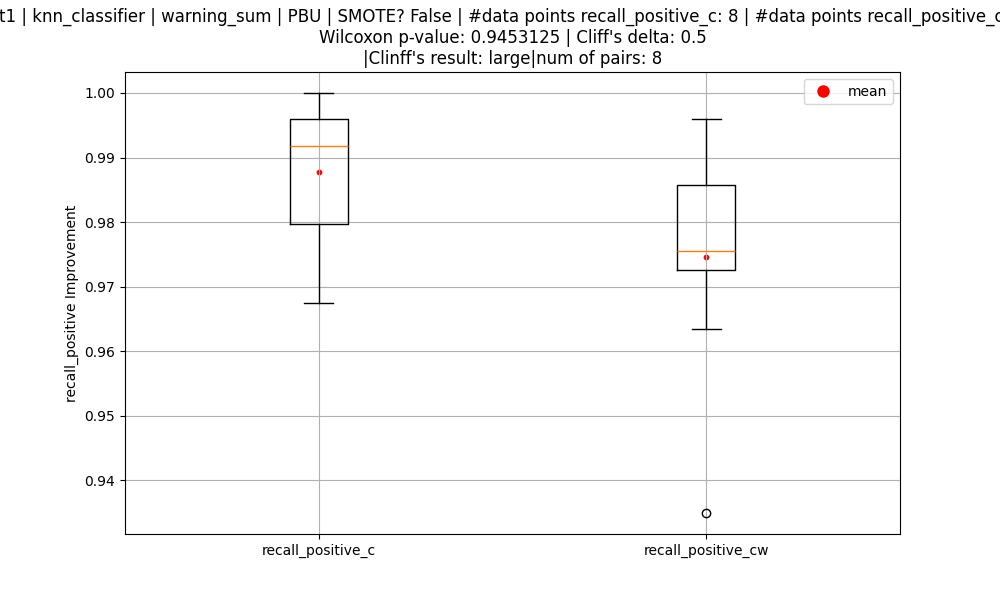 t1 | knn_classifier | warning_sum | PBU | SMOTE? False | #data points recall_positive_c: 8 | #data points recall_positive_c
Wilcoxon p-value: 0.9453125 | Cliff's delta: 0.5
|Clinff's result: large|num of pairs: 8
mean
1.00
0.99
0.98
0.97
0.96
0.95
0.94
recall_positive Improvement
recall_positive_c
recall_positive_cw